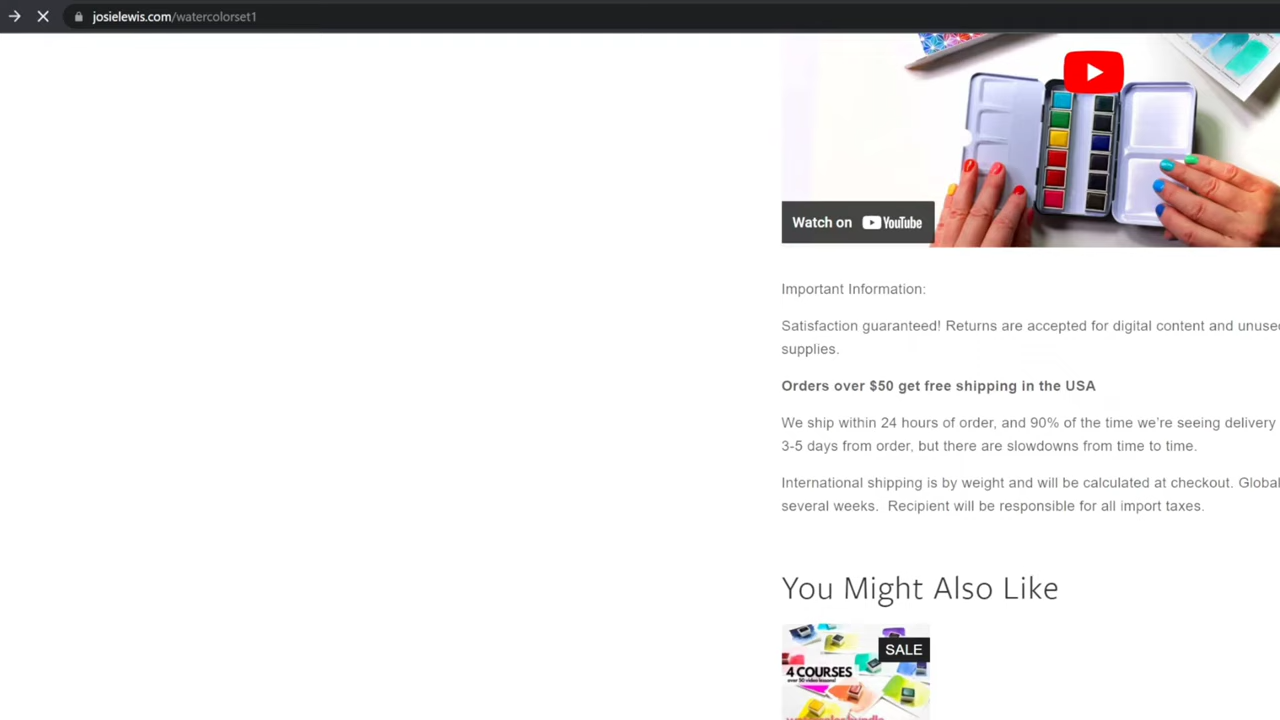 josielewis.com/watercolorset1
Watch on YouTube
Important Information:
Satisfaction guaranteed! Returns are accepted for digital content and
supplies.
Orders over $50 get free shipping in the USA
We ship within 24 hours of order, and 90% of the time we're seeing delivery
3-5 days from order, but there are slowdowns from time to time.
International shipping is by weight and will be calculated at checkout. Global
several weeks. Recipient will be responsible for all import taxes.
You Might Also Like
SALE
4 COURSES
over 50 video lessons!